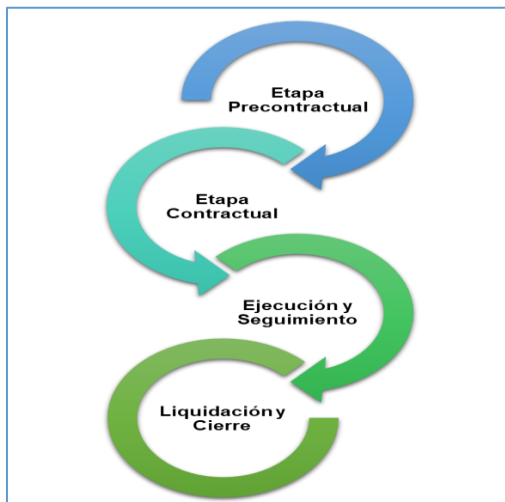 Etapa
Precontractual
Etapa
Contractual
Ejecución y
Seguimiento
Liquidación y
Cierre